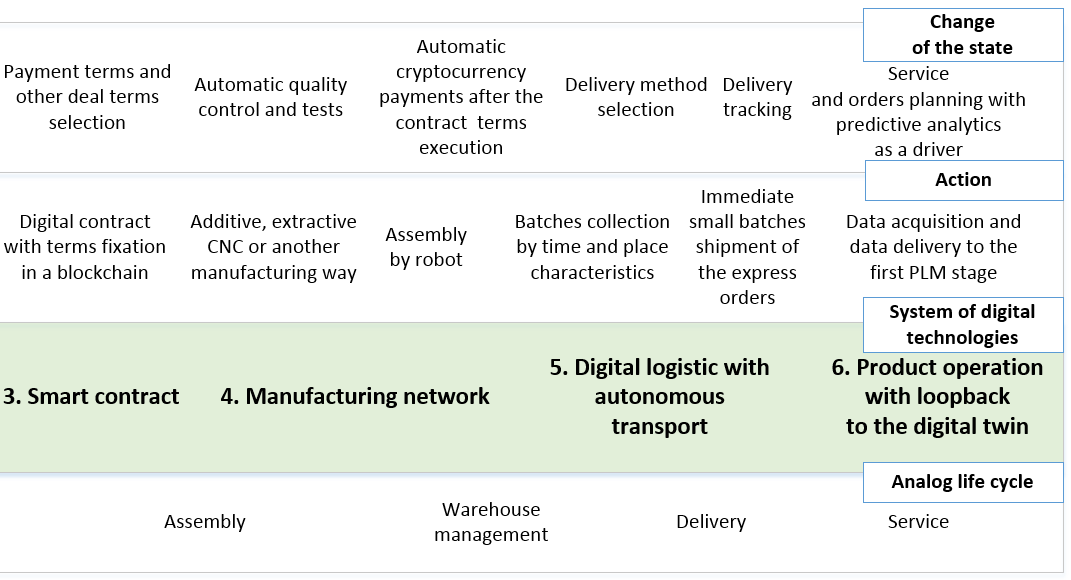 Change
of the state
Payment terms and
other deal terms
selection
Automatic quality
control and tests
Automatic
cryptocurrency
payments after the
contract terms
execution
Delivery method
selection
Delivery
tracking
Service
and orders planning with
predictive analytics
as a driver
Action
Digital contract
with terms fixation
in a blockchain
Additive, extractive
CNC or another
manufacturing way
Assembly
by robot
Batches collection
by time and place
characteristics
Immediate
small batches
shipment of
the express
orders
Data acquisition and
data delivery to the
first PLM stage
System of digital
technologies
3. Smart contract
4. Manufacturing network
5. Digital logistic with
autonomous
transport
6. Product operation
with loopback
to the digital twin
Analog life cycle
Assembly
Warehouse
management
Delivery
Service